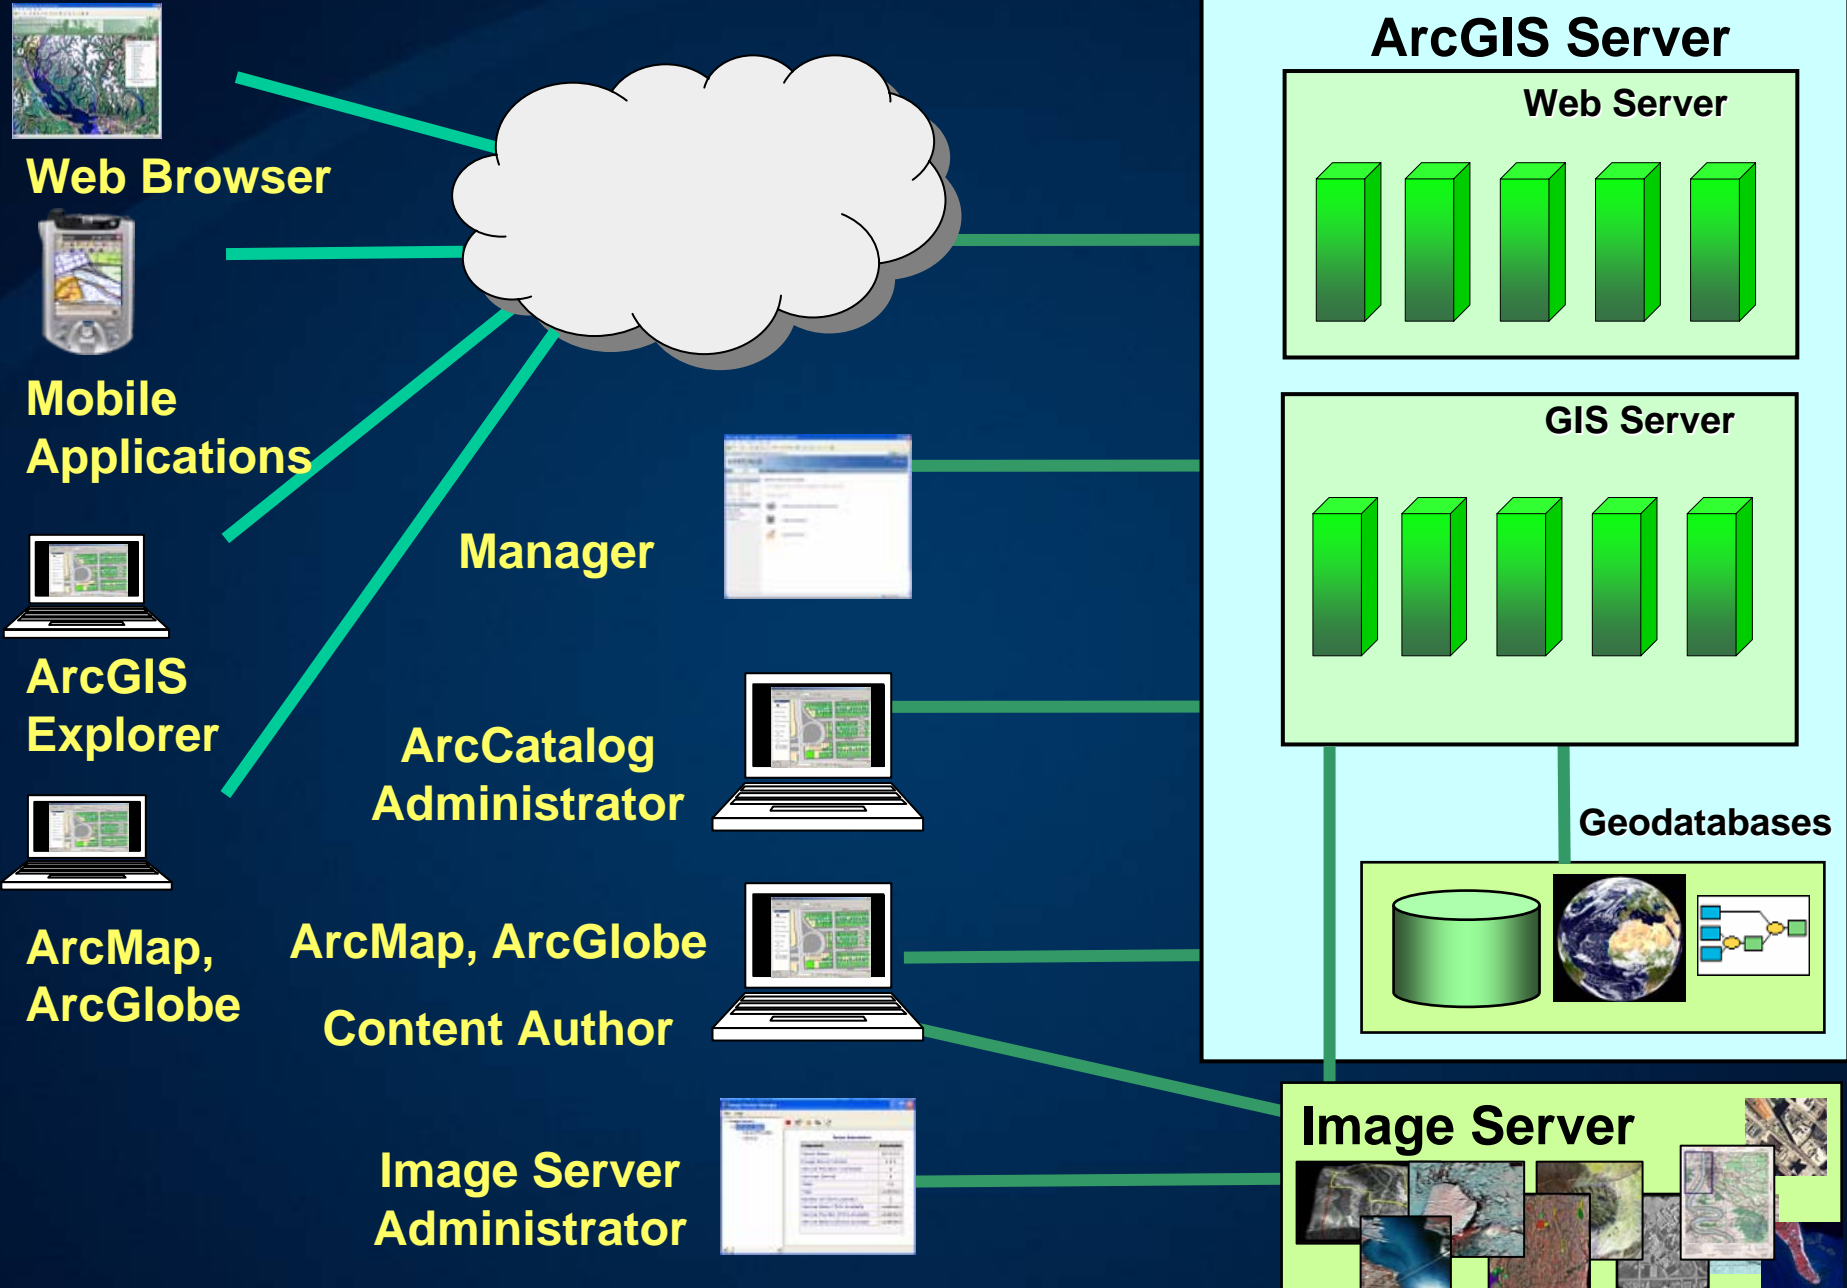 ArcGIS Server
Web Server
Web Browser
Mobile
Applications
GIS Server
Manager
ArcGIS
Explorer
ArcCatalog
Administrator
Geodatabases
ArcMap,
ArcGlobe
ArcMap, ArcGlobe
Content Author
Image Server
Image Server
Administrator